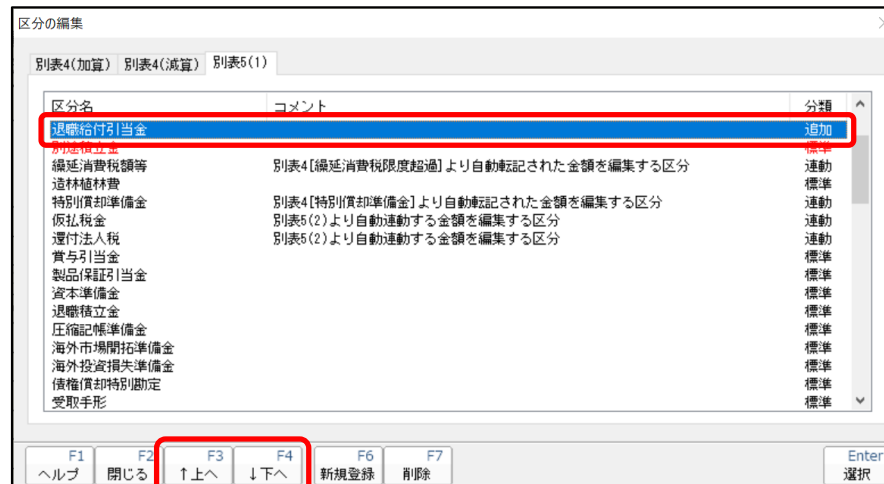 区分の編集
別表4(加算) 別表4(減算) 別表5(1)
区分名 コメント 分類
退職給付引当金 追加
別途積立金 標準
繰延消費税額等 別表4[繰延消費税限度超過]より自動転記された金額を編集する区分 連動
造林植林費 標準
特別償却準備金 別表4[特別償却準備金]より自動転記された金額を編集する区分 連動
仮払税金 別表5(2)より自動連動する金額を編集する区分 連動
還付法人税 別表5(2)より自動連動する金額を編集する区分 連動
賞与引当金 標準
製品保証引当金 標準
資本準備金 標準
退職積立金 標準
圧縮記帳準備金 標準
海外市場開拓準備金 標準
海外投資損失準備金 標準
債権償却特別勘定 標準
受取手形 標準
F1 F2 F3 F4 F6 F7 Enter
ヘルプ 閉じる ↑上へ ↓下へ 新規登録 削除 選択